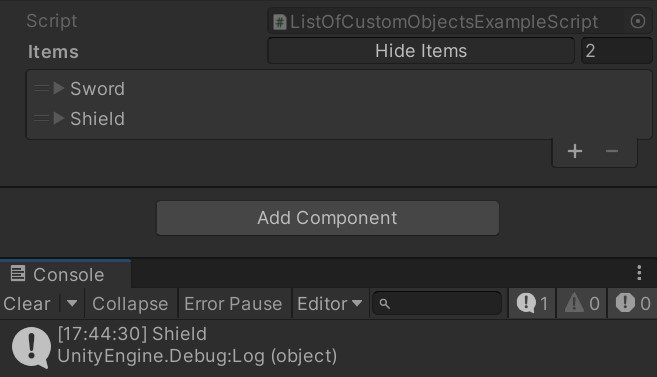 Script ListOfCustomObjectsExampleScript
Items Hide Items 2
Sword
Shield
+ −
Add Component
Console
Clear Collapse Error Pause Editor 1 0 0
[17:44:30] Shield
UnityEngine.Debug:Log (object)